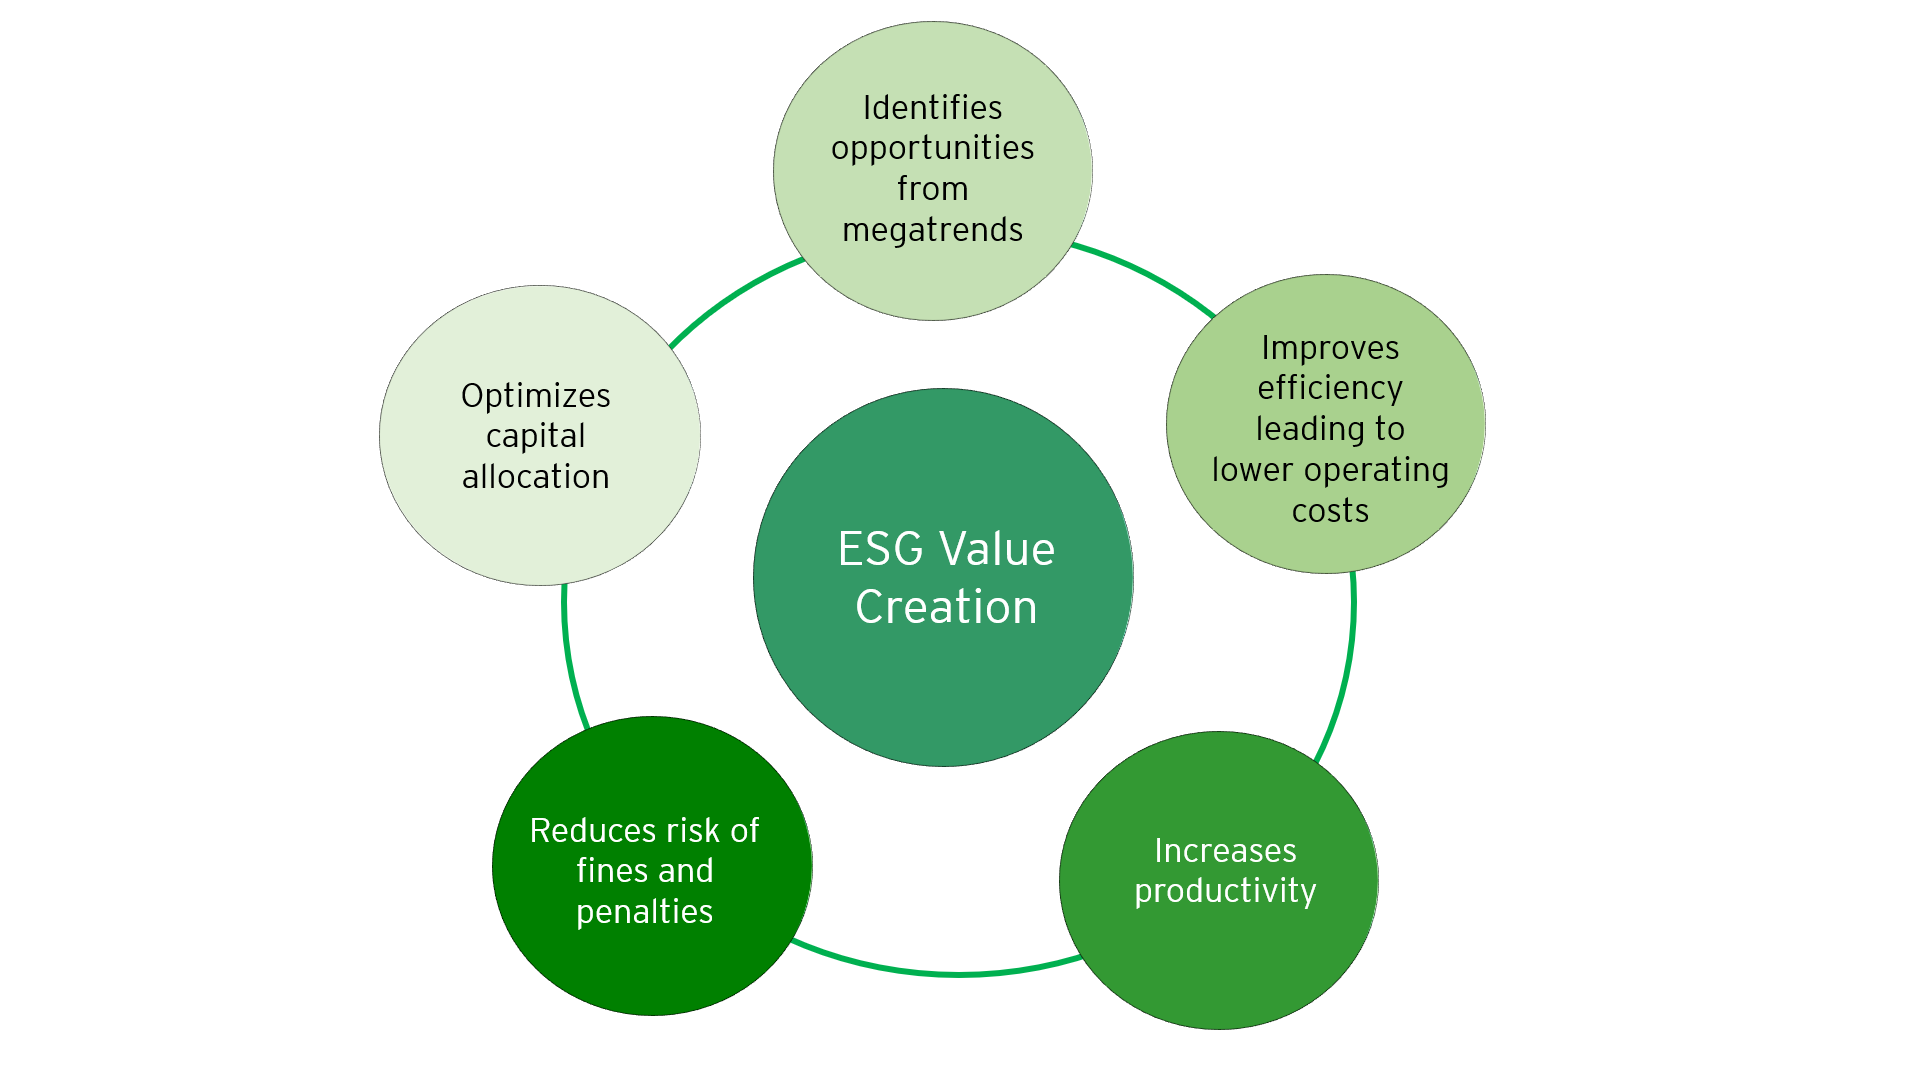 Identifies
opportunities
from
megatrends
Improves
efficiency
leading to
lower operating
costs
Optimizes
capital
allocation
ESG Value
Creation
Reduces risk of
fines and
penalties
Increases
productivity